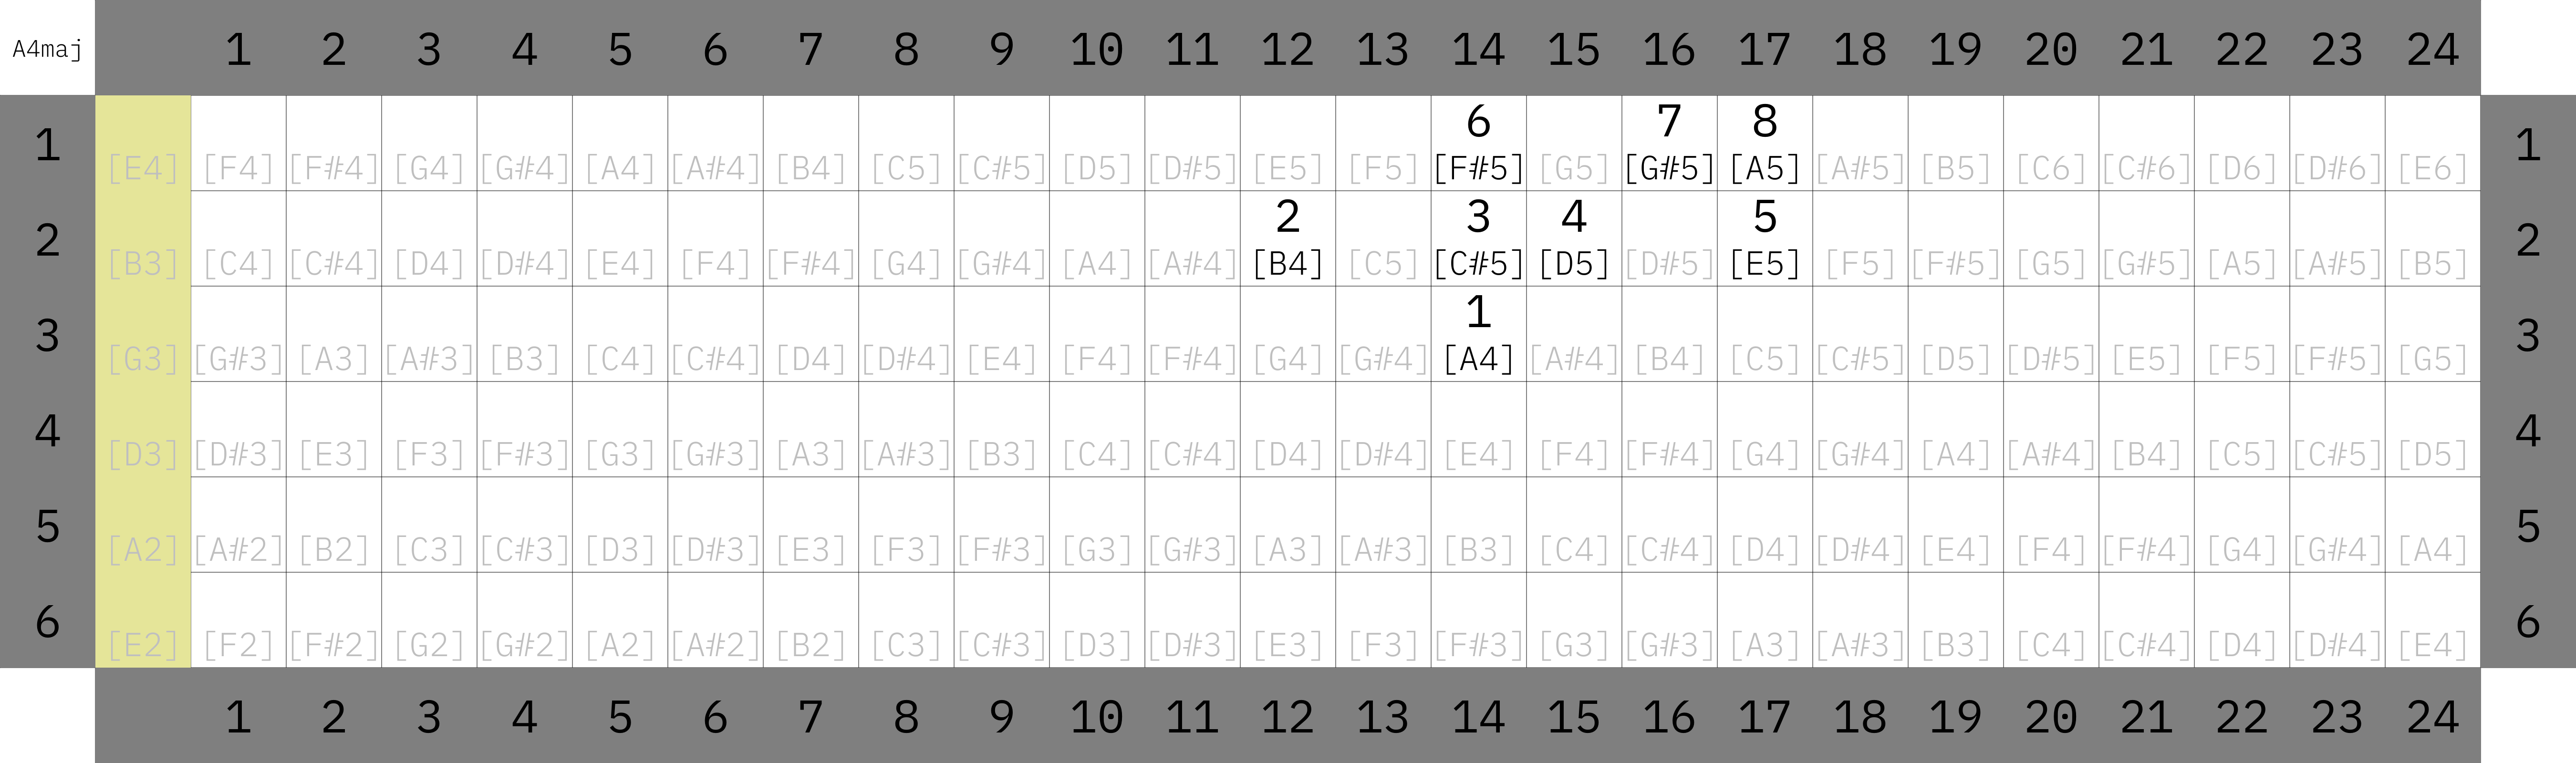 A4maj 1 2 3 4 5 6 7 8 9 10 11 12 13 14 15 16 17 18 19 20 21 22 23 24
6 7 8
1 [E4] [F4] [F#4] [G4] [G#4] [A4] [A#4] [B4] [C5] [C#5] [D5] [D#5] [E5] [F5] [F#5] [G5] [G#5] [A5] [A#5] [B5] [C6] [C#6] [D6] [D#6] [E6] 1
2 3 4 5
2 [B3] [C4] [C#4] [D4] [D#4] [E4] [F4] [F#4] [G4] [G#4] [A4] [A#4] [B4] [C5] [C#5] [D5] [D#5] [E5] [F5] [F#5] [G5] [G#5] [A5] [A#5] [B5] 2
1
3 [G3] [G#3] [A3] [A#3] [B3] [C4] [C#4] [D4] [D#4] [E4] [F4] [F#4] [G4] [G#4] [A4] [A#4] [B4] [C5] [C#5] [D5] [D#5] [E5] [F5] [F#5] [G5] 3
4 [D3] [D#3] [E3] [F3] [F#3] [G3] [G#3] [A3] [A#3] [B3] [C4] [C#4] [D4] [D#4] [E4] [F4] [F#4] [G4] [G#4] [A4] [A#4] [B4] [C5] [C#5] [D5] 4
5 [A2] [A#2] [B2] [C3] [C#3] [D3] [D#3] [E3] [F3] [F#3] [G3] [G#3] [A3] [A#3] [B3] [C4] [C#4] [D4] [D#4] [E4] [F4] [F#4] [G4] [G#4] [A4] 5
6 [E2] [F2] [F#2] [G2] [G#2] [A2] [A#2] [B2] [C3] [C#3] [D3] [D#3] [E3] [F3] [F#3] [G3] [G#3] [A3] [A#3] [B3] [C4] [C#4] [D4] [D#4] [E4] 6
1 2 3 4 5 6 7 8 9 10 11 12 13 14 15 16 17 18 19 20 21 22 23 24